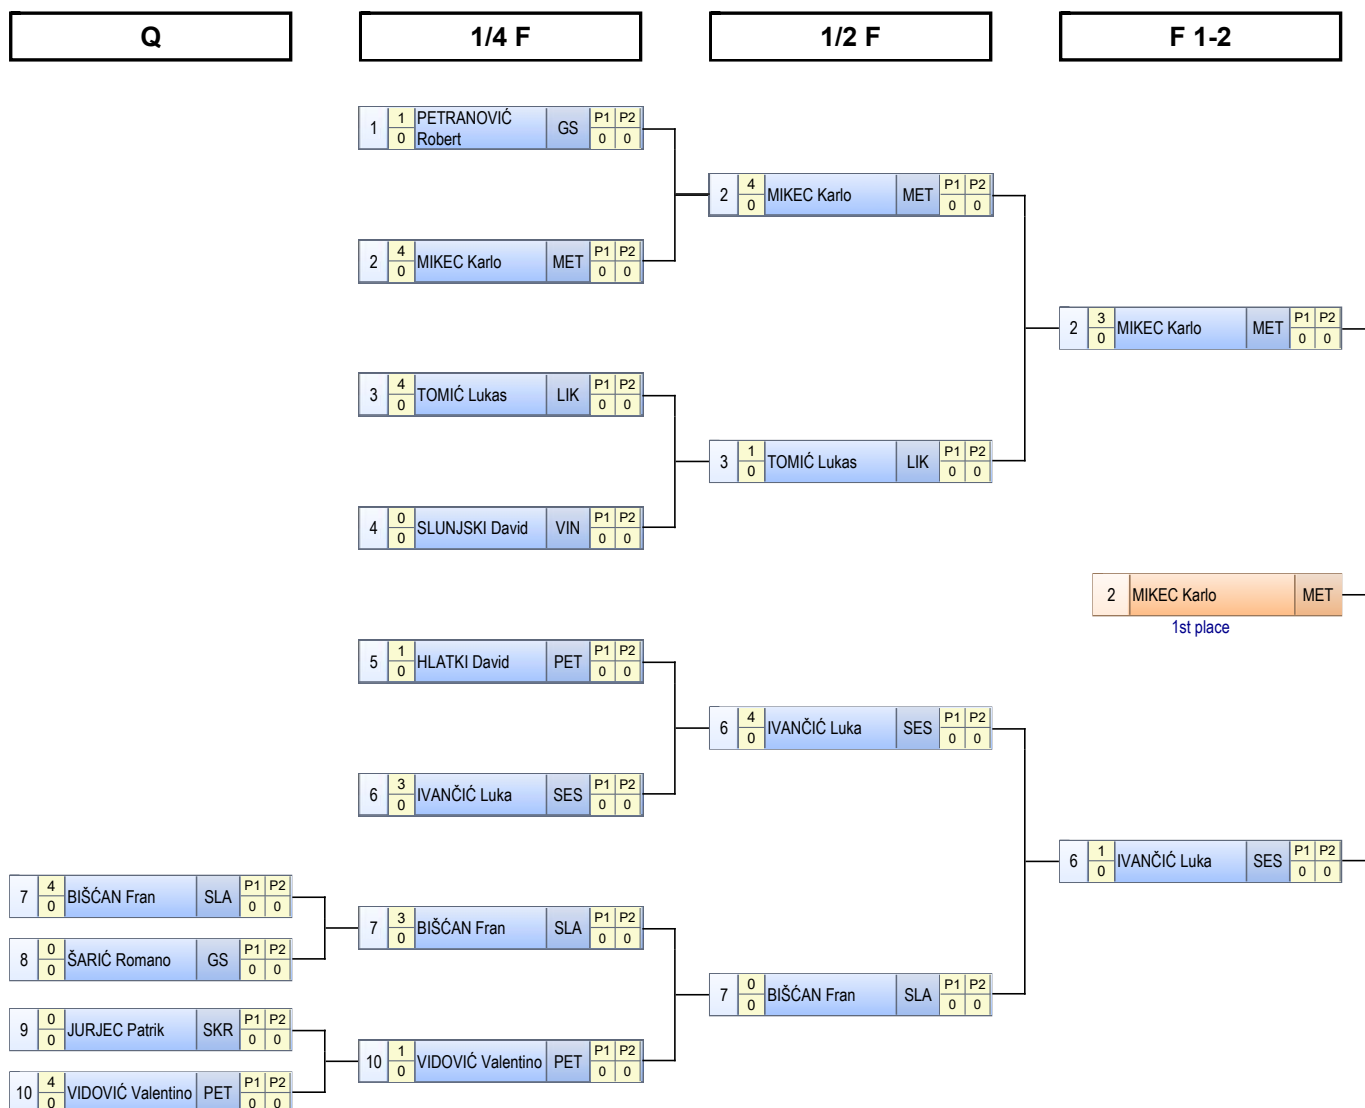 Q 1/4 F 1/2 F F 1-2
1 1 0 PETRANOVIĆ Robert GS P1 P2 0 0
2 4 0 MIKEC Karlo MET P1 P2 0 0
2 4 0 MIKEC Karlo MET P1 P2 0 0
2 3 0 MIKEC Karlo MET P1 P2 0 0
3 4 0 TOMIĆ Lukas LIK P1 P2 0 0
3 1 0 TOMIĆ Lukas LIK P1 P2 0 0
4 0 0 SLUNJSKI David VIN P1 P2 0 0
2 MIKEC Karlo MET
1st place
5 1 0 HLATKI David PET P1 P2 0 0
6 4 0 IVANČIĆ Luka SES P1 P2 0 0
6 3 0 IVANČIĆ Luka SES P1 P2 0 0
6 1 0 IVANČIĆ Luka SES P1 P2 0 0
7 4 0 BIŠĆAN Fran SLA P1 P2 0 0
7 3 0 BIŠĆAN Fran SLA P1 P2 0 0
8 0 0 ŠARIĆ Romano GS P1 P2 0 0
7 0 0 BIŠĆAN Fran SLA P1 P2 0 0
9 0 0 JURJEC Patrik SKR P1 P2 0 0
10 1 0 VIDOVIĆ Valentino PET P1 P2 0 0
10 4 0 VIDOVIĆ Valentino PET P1 P2 0 0